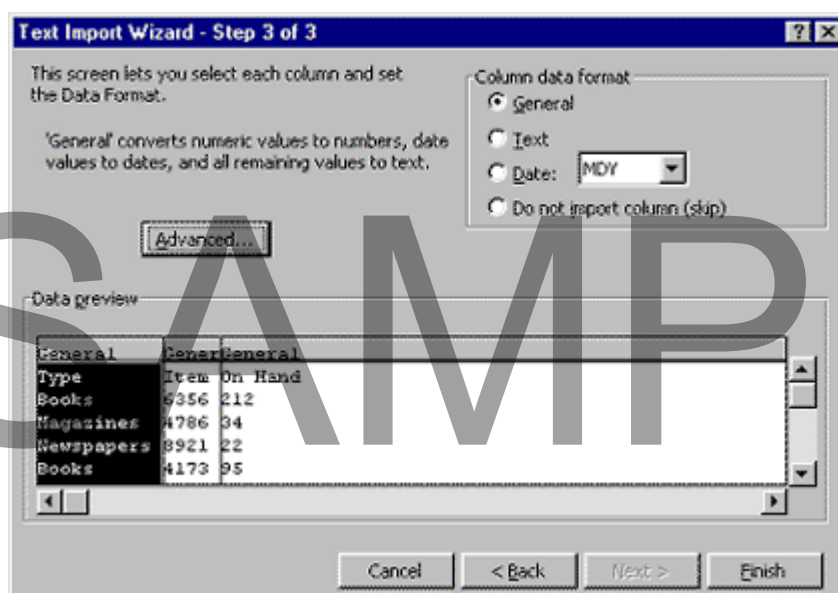 Text Import Wizard - Step 3 of 3
This screen lets you select each column and set
the Data Format.
'General' converts numeric values to numbers, date
values to dates, and all remaining values to text.
Advanced...
Column data format
General
Text
Date: MDY
Do not import column (skip)
SAMP
Data preview
General Gener General
Type Item On Hand
Books 6356 212
Magazines 4786 34
Newspapers 8921 22
Books 4173 95
Cancel < Back Next > Finish